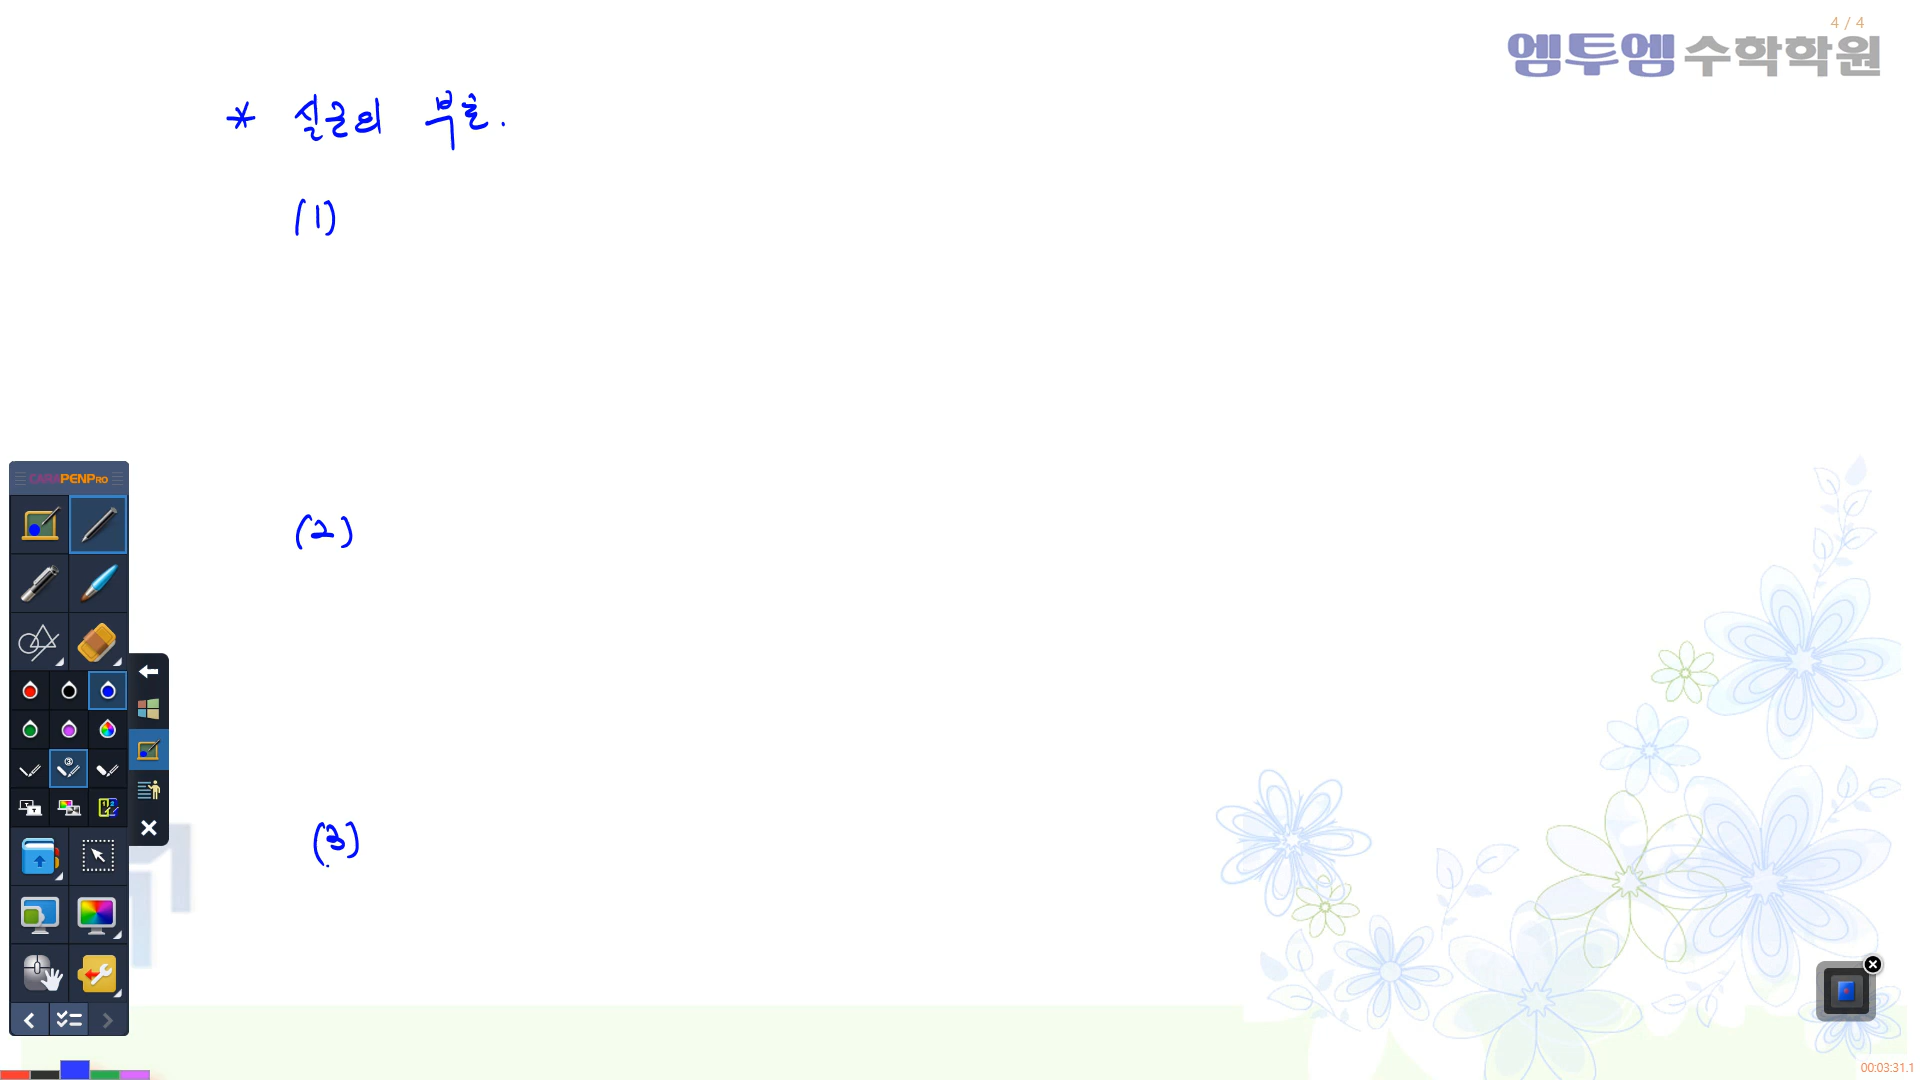 4 / 4
엠투엠 수학학원
* 실근의 부호.
(1)
(2)
(3)
CARAPENPRO
00:03:31.1